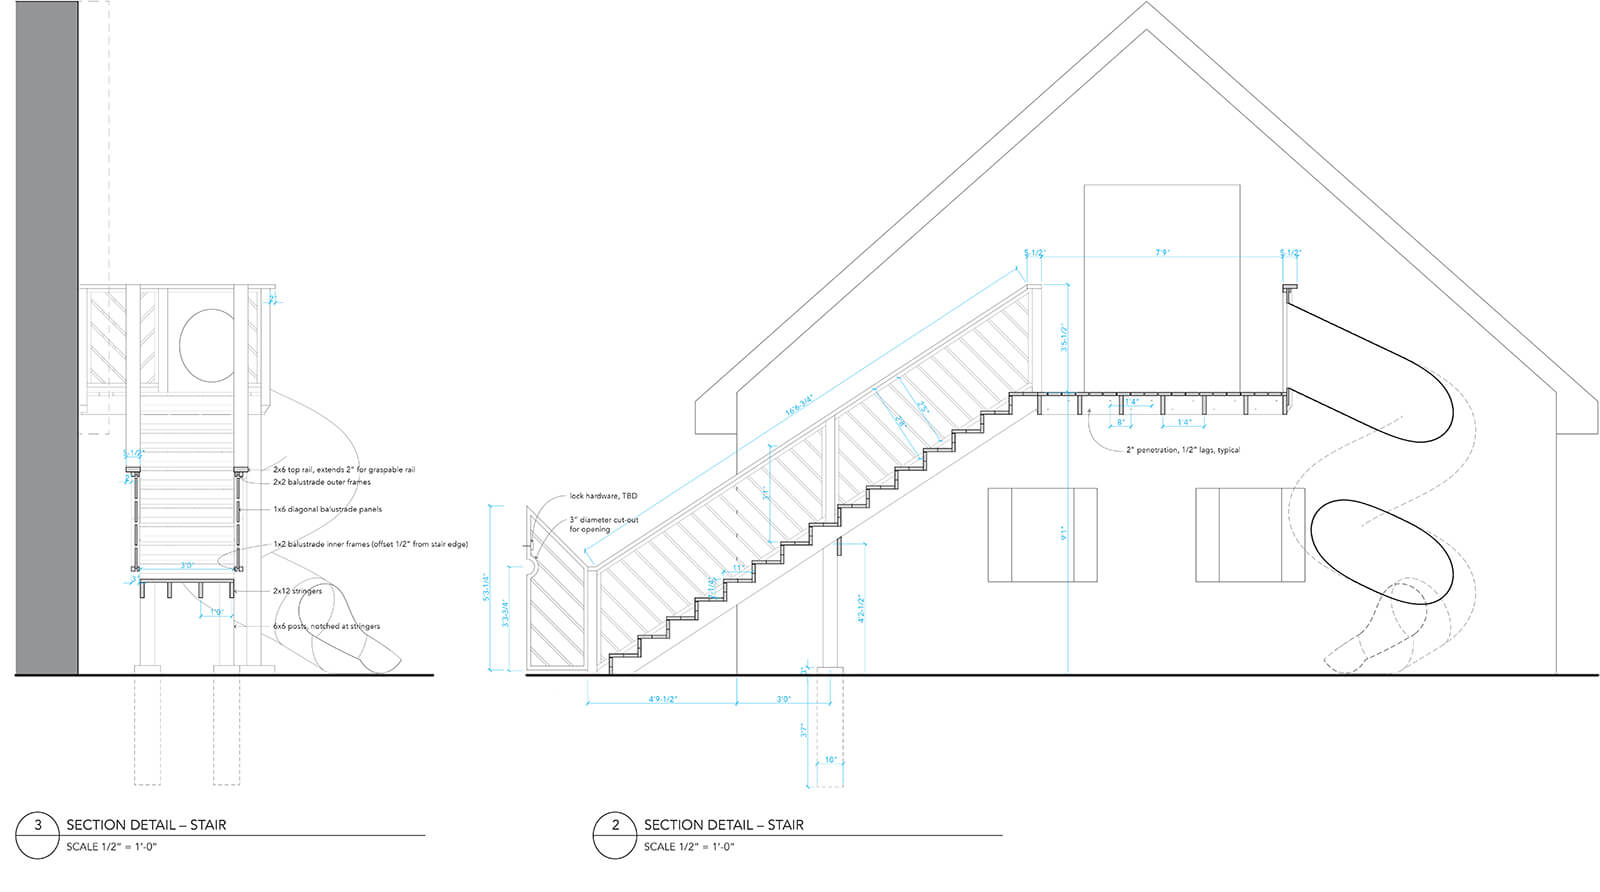 2"
5-1/2"
2x6 top rail, extends 2" for graspable rail
2x2 balustrade outer frames
1x6 diagonal balustrade panels
1x2 balustrade inner frames (offset 1/2" from stair edge)
3'0"
3"
2x12 stringers
1'0"
6x6 posts, notched at stringers
3
SECTION DETAIL – STAIR
SCALE 1/2" = 1'-0"
5-1/2"
7'9"
5-1/2"
3'5-1/2"
16'6-3/4"
2'5"
2'8"
1'4"
8"
1'4"
2" penetration, 1/2" lags, typical
lock hardware, TBD
3" diameter cut-out
for opening
3'1"
9'1"
11"
7-1/4"
5'3-1/4"
3'3-3/4"
4'2-1/2"
3"
4'9-1/2"
3'0"
3'7"
10"
2
SECTION DETAIL – STAIR
SCALE 1/2" = 1'-0"